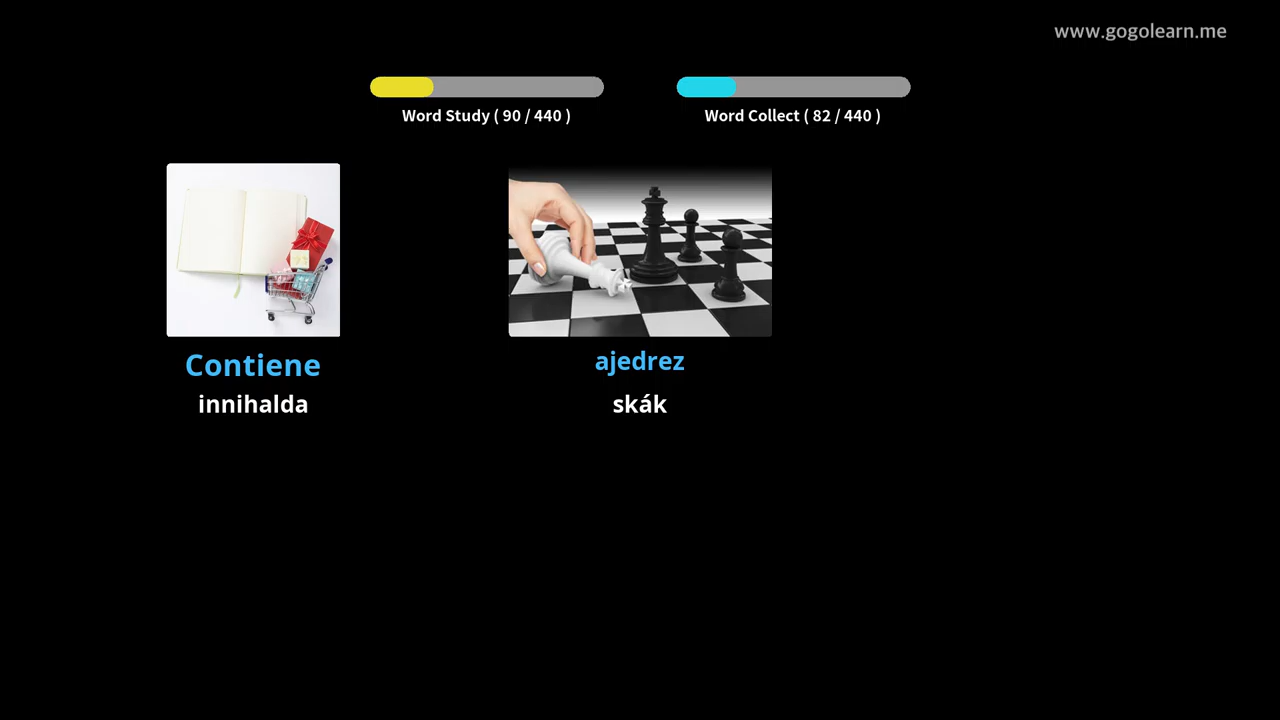 www.gogolearn.me
Word Study ( 90 / 440 )
Word Collect ( 82 / 440 )
Contiene
innihalda
ajedrez
skák